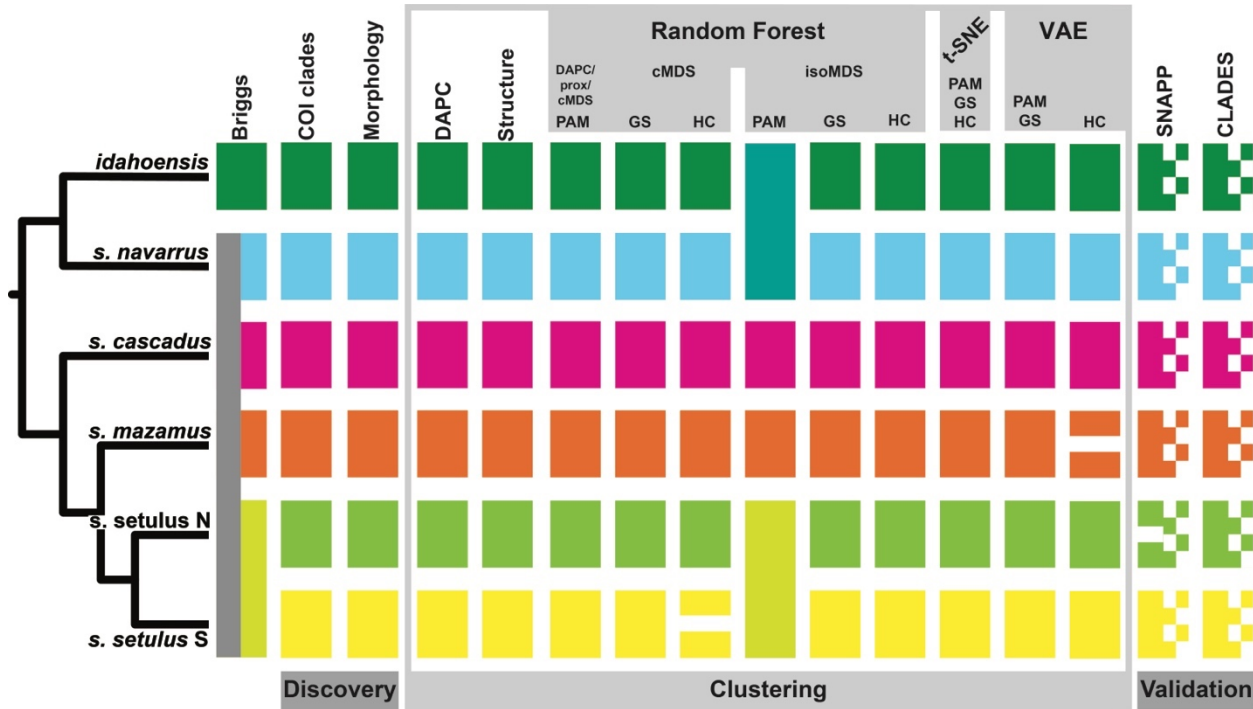 Random Forest
t-SNE
VAE
Briggs
COI clades
Morphology
DAPC
Structure
DAPC/
prox/
cMDS
PAM
cMDS
GS
HC
isoMDS
PAM
GS
HC
PAM
GS
HC
PAM
GS
HC
SNAPP
CLADES
idahoensis
s. navarrus
s. cascadus
s. mazamus
s. setulus N
s. setulus S
Discovery
Clustering
Validation